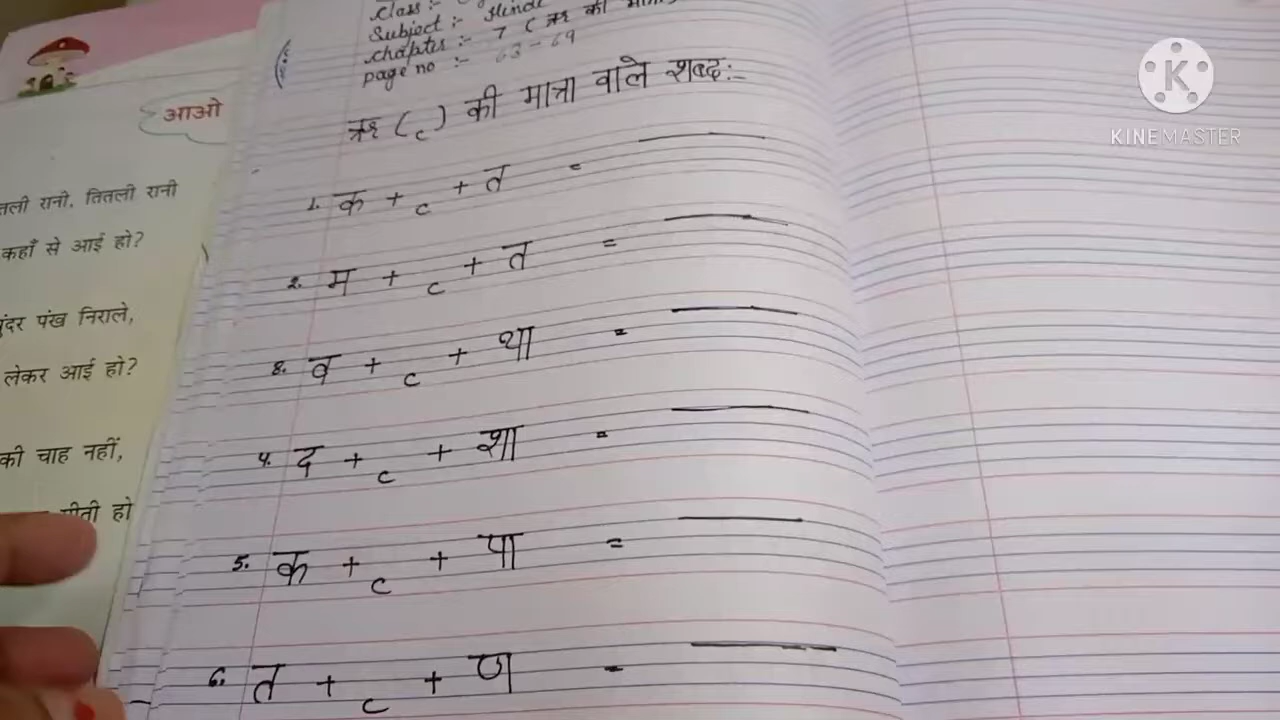 Class :-
Subject :- Hindi
Chapter :- 7 ( ऋ की
page no :- 63 - 69
ऋ ( ृ ) की मात्रा वाले शब्द:-
1. क + ृ + त =
2. म + ृ + त =
3. व + ृ + था =
4. द + ृ + शा =
5. क + ृ + पा =
6. त + ृ + ण =
आओ
तली रानी, तितली रानी
कहाँ से आई हो?
ुंदर पंख निराले,
लेकर आई हो?
की चाह नहीं,
पीती हो
KINEMASTER